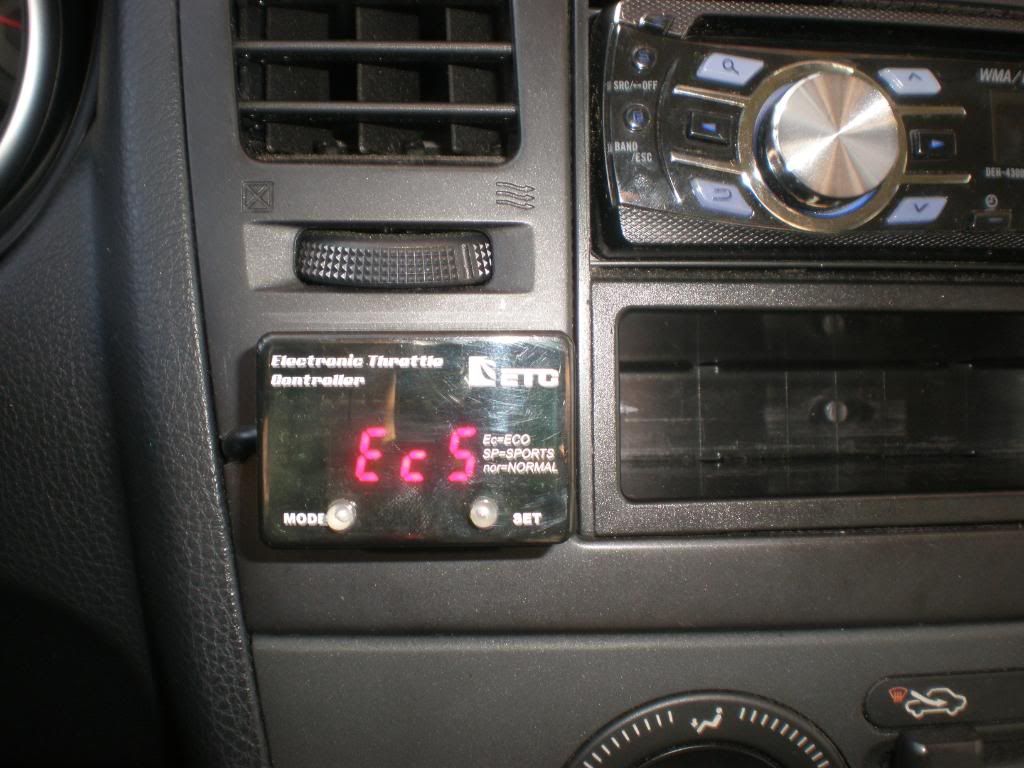 SRC/OFF
BAND
/ESC
WMA/
DEH-430
Electronic Throttle
Controller
ETC
Ec5
Ec=ECO
SP=SPORTS
nor=NORMAL
MODE
SET